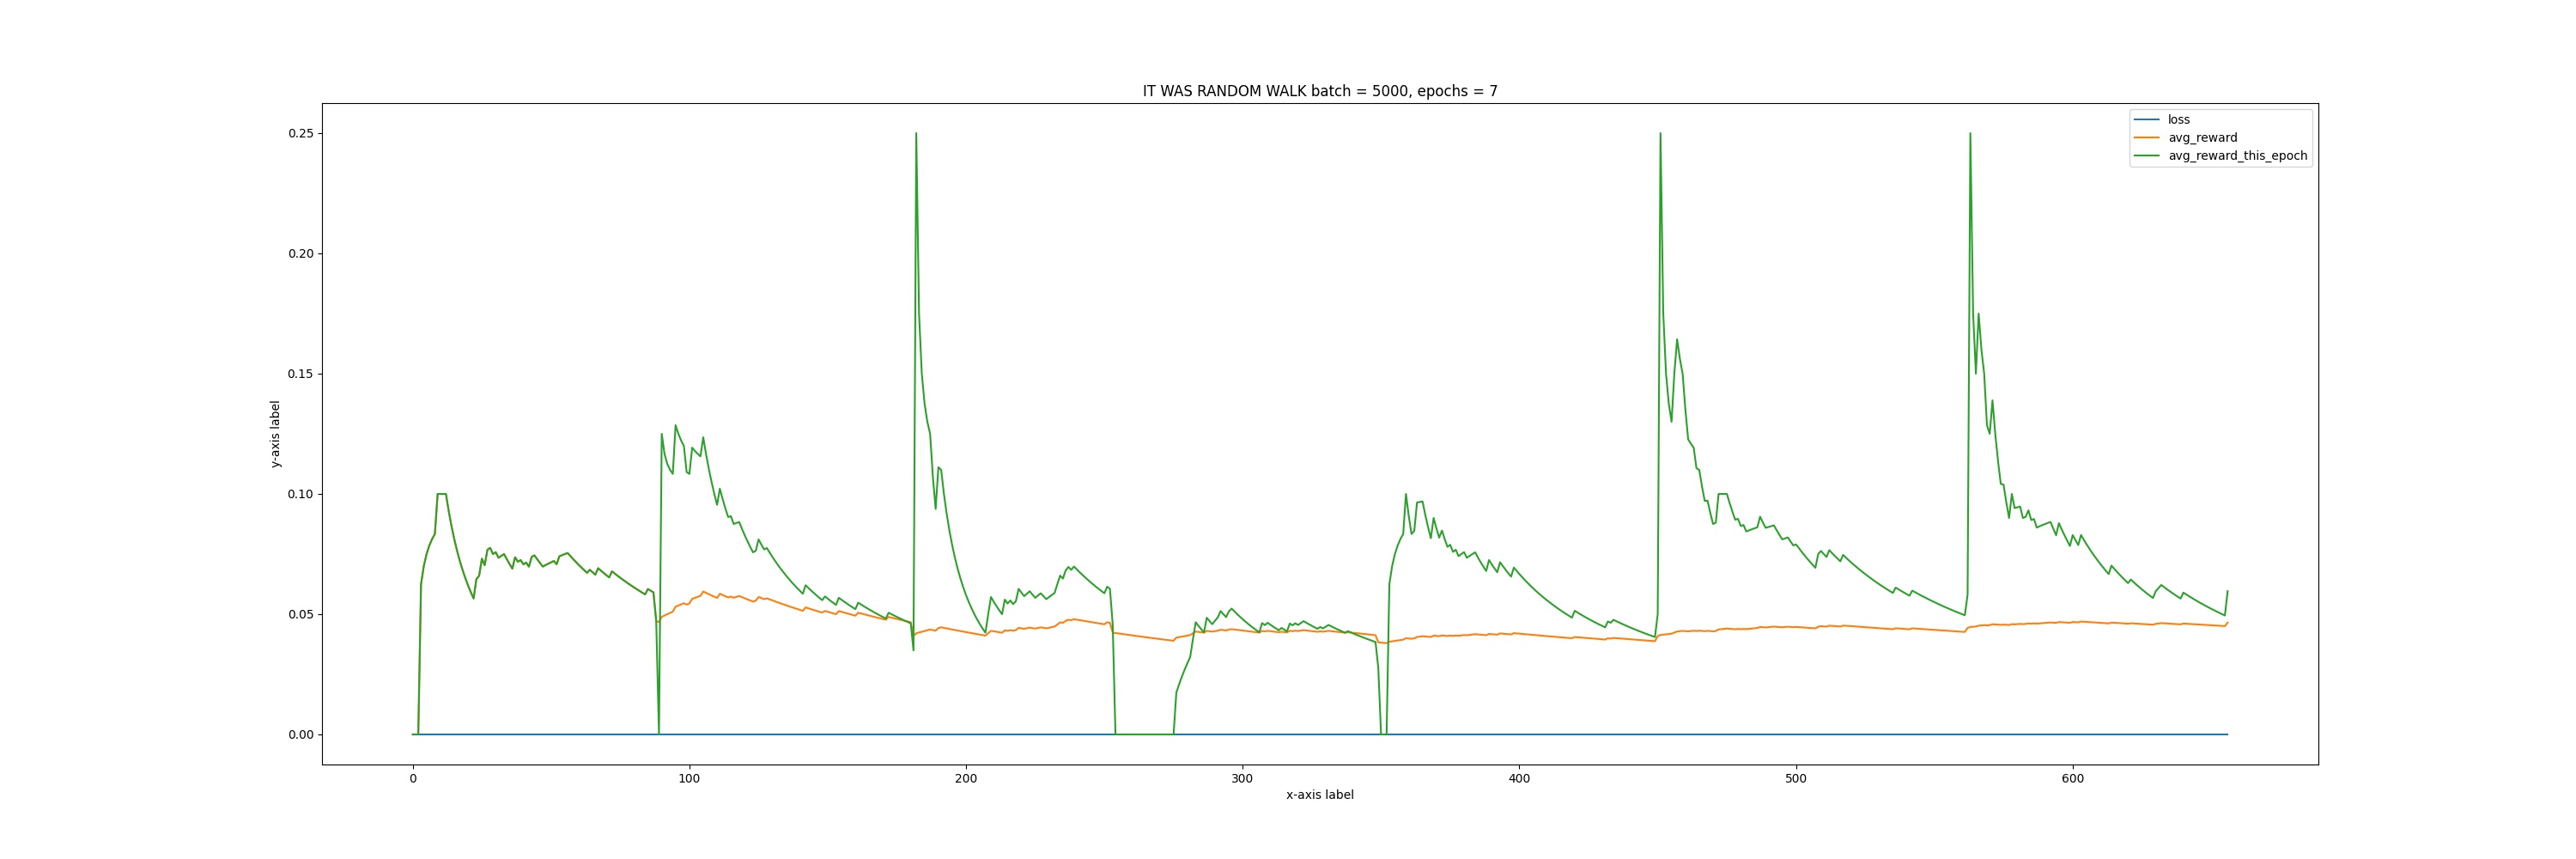 IT WAS RANDOM WALK batch = 5000, epochs = 7
loss
avg_reward
avg_reward_this_epoch
0.25
0.20
0.15
0.10
0.05
0.00
y-axis label
0 100 200 300 400 500 600
x-axis label